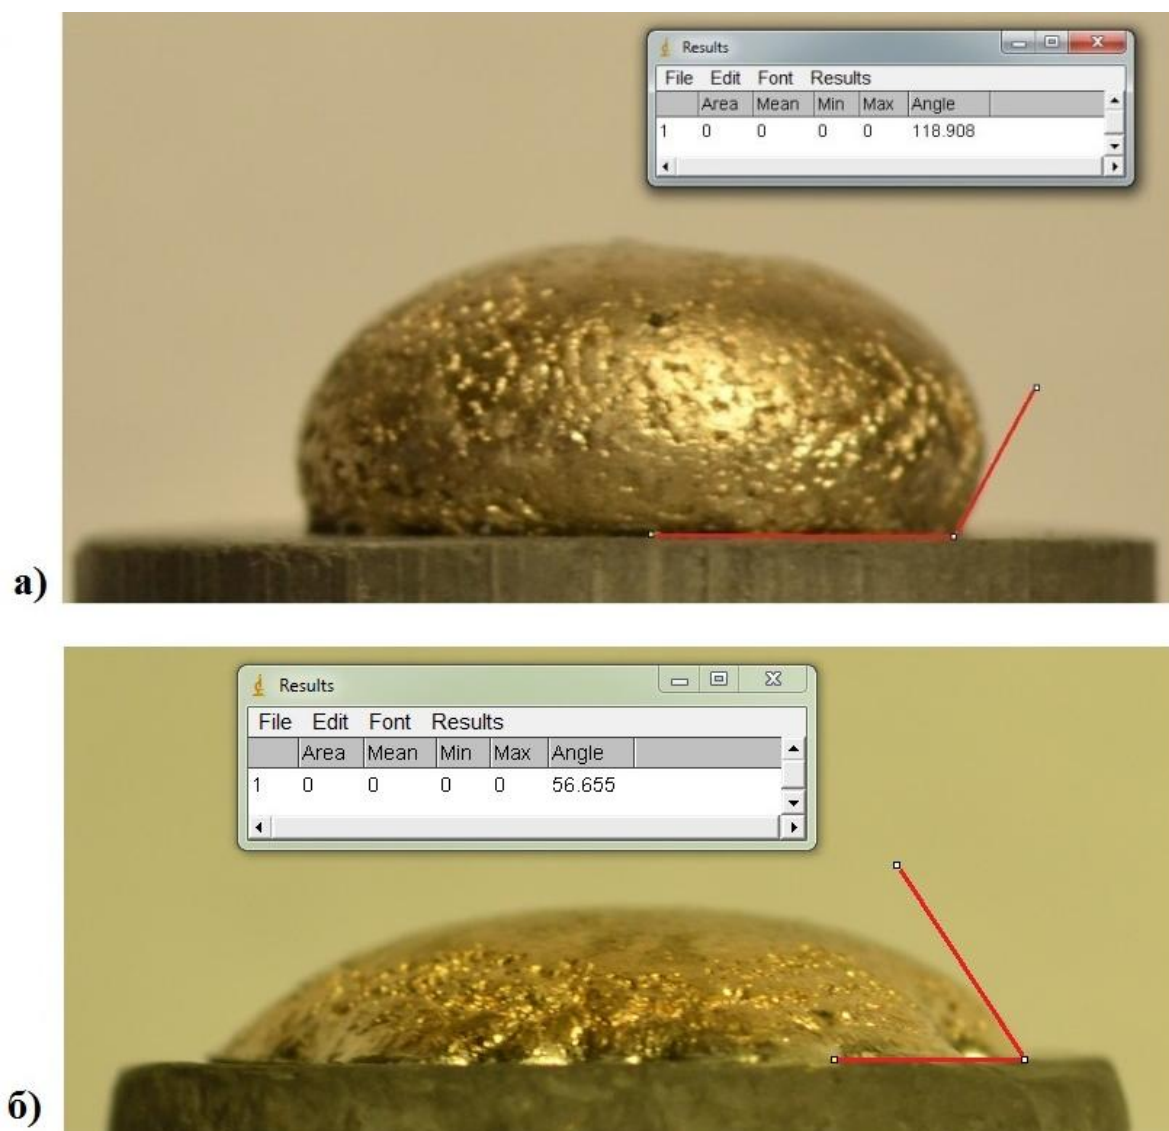 Results
File Edit Font Results
Area Mean Min Max Angle
1 0 0 0 0 118.908
а)
Results
File Edit Font Results
Area Mean Min Max Angle
1 0 0 0 0 56.655
б)